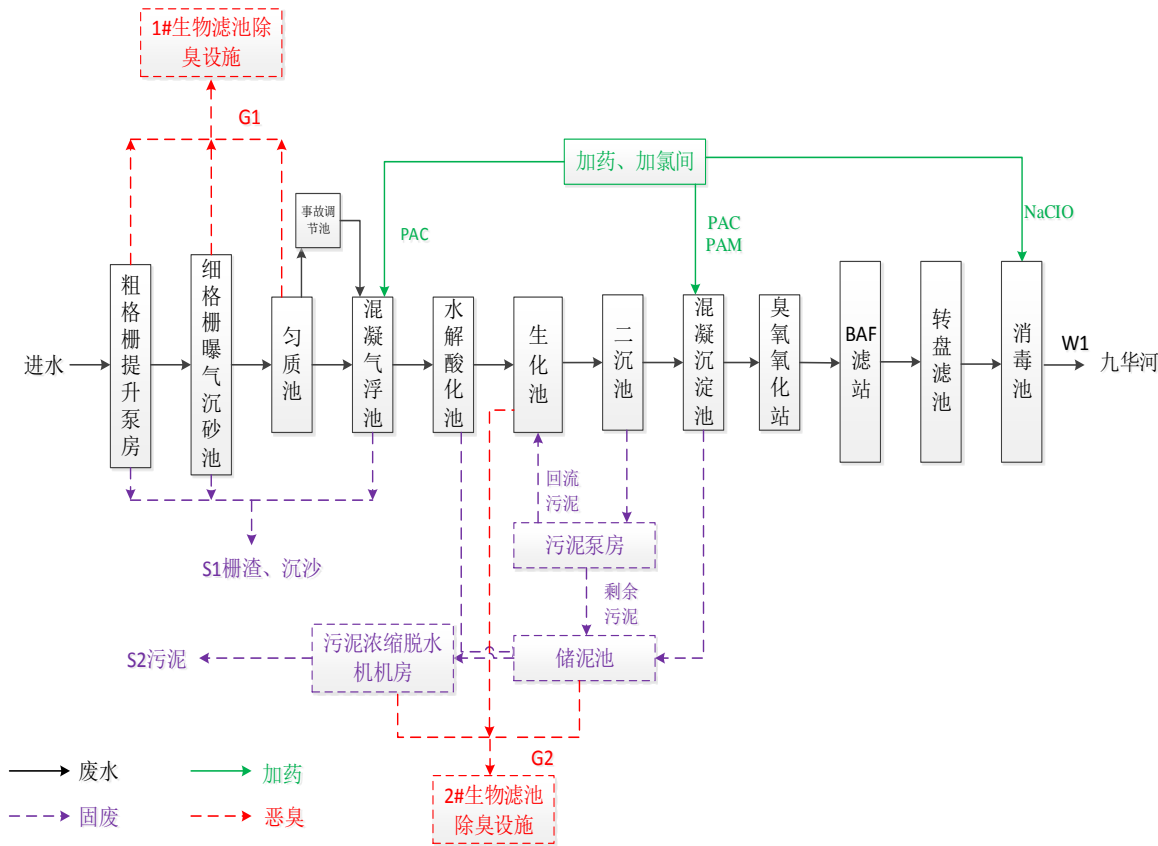 1#生物滤池除
臭设施
G1
加药、加氯间
事故调
节池
PAC
PAC
PAM
NaClO
进水
粗格栅提升泵房
细格栅曝气沉砂池
匀质池
混凝气浮池
水解酸化池
生化池
二沉池
混凝沉淀池
臭氧氧化站
BAF
滤站
转盘滤池
消毒池
W1
九华河
回流
污泥
污泥泵房
S1栅渣、沉沙
剩余
污泥
S2污泥
污泥浓缩脱水
机机房
储泥池
G2
2#生物滤池
除臭设施
废水
加药
固废
恶臭